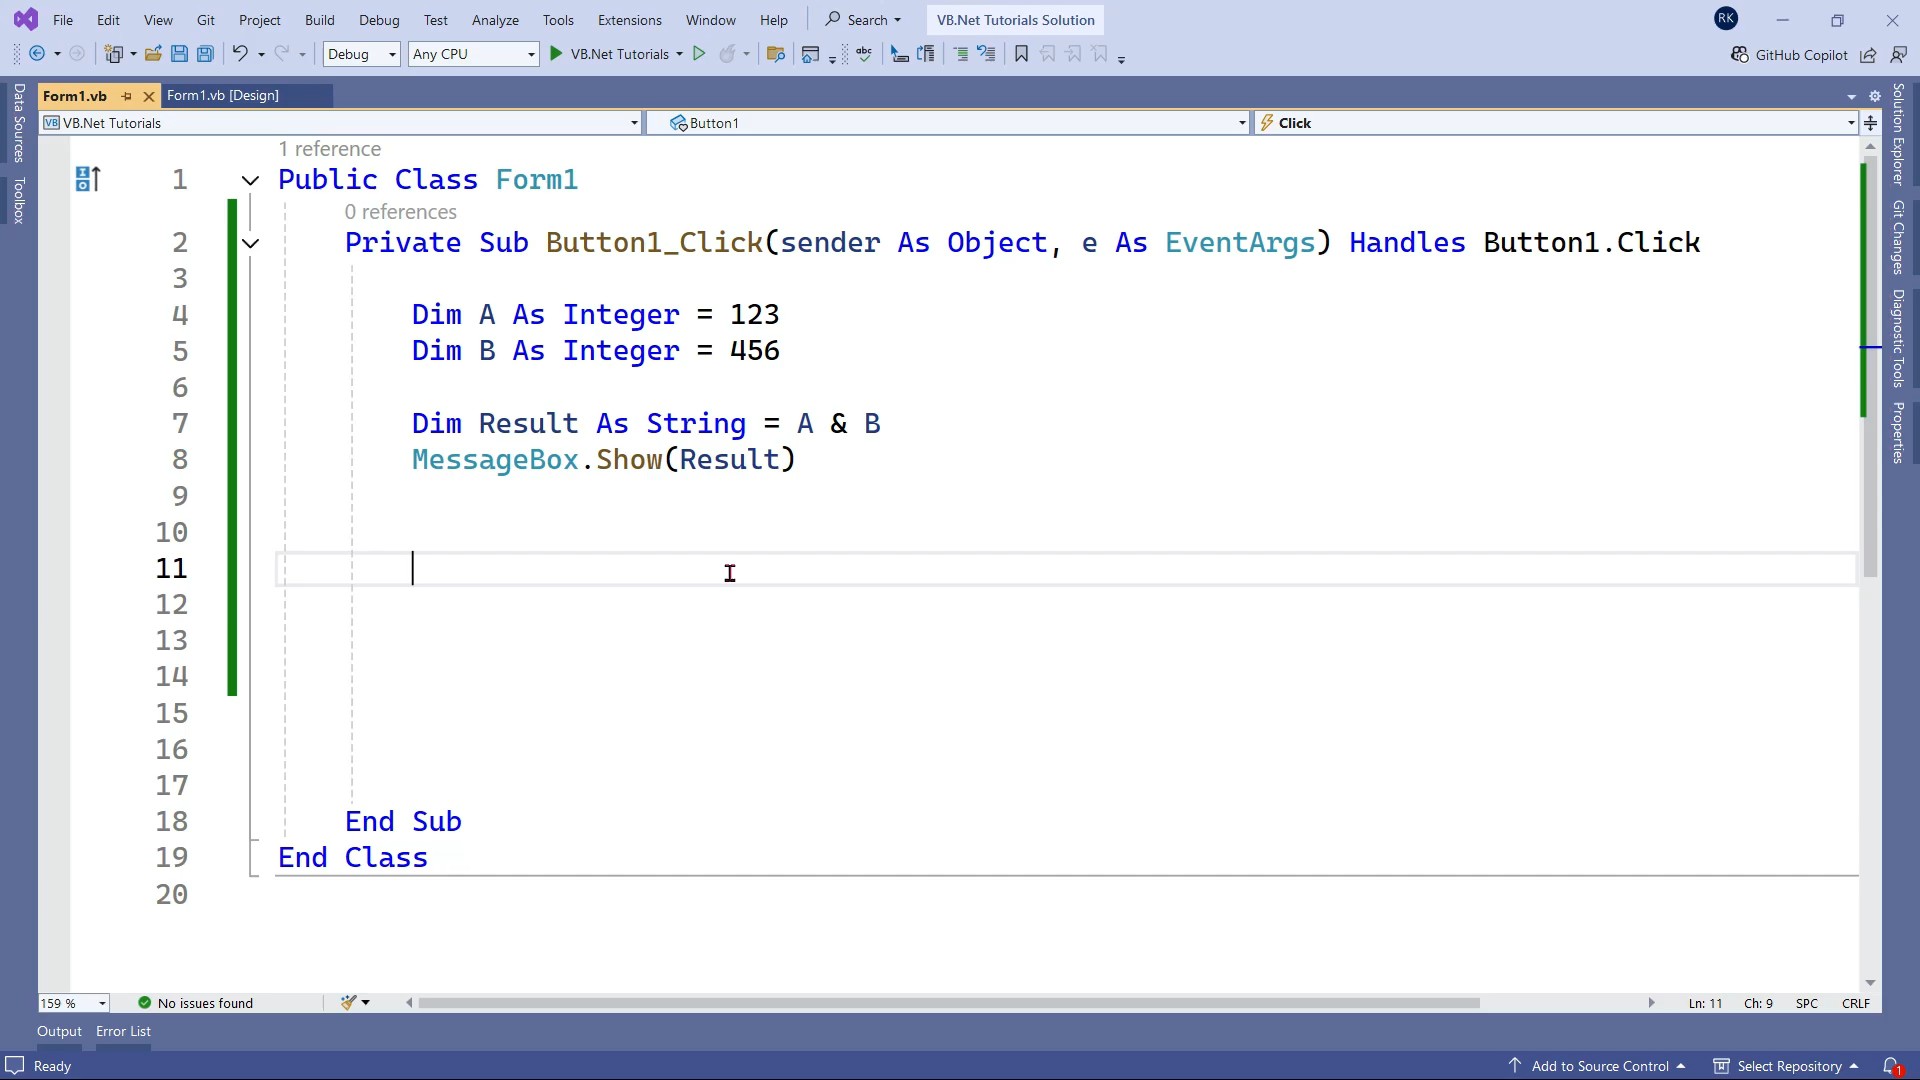 File Edit View Git Project Build Debug Test Analyze Tools Extensions Window Help Search VB.Net Tutorials Solution RK
Debug Any CPU VB.Net Tutorials abc GitHub Copilot
Form1.vb Form1.vb [Design]
VB VB.Net Tutorials Button1 Click
1 reference
1 Public Class Form1
0 references
2 Private Sub Button1_Click(sender As Object, e As EventArgs) Handles Button1.Click
3
4 Dim A As Integer = 123
5 Dim B As Integer = 456
6
7 Dim Result As String = A & B
8 MessageBox.Show(Result)
9
10
11
12
13
14
15
16
17
18 End Sub
19 End Class
20
159 % No issues found Ln: 11 Ch: 9 SPC CRLF
Output Error List
Ready Add to Source Control Select Repository 1
Data Sources
Toolbox
Solution Explorer
Git Changes
Diagnostic Tools
Properties